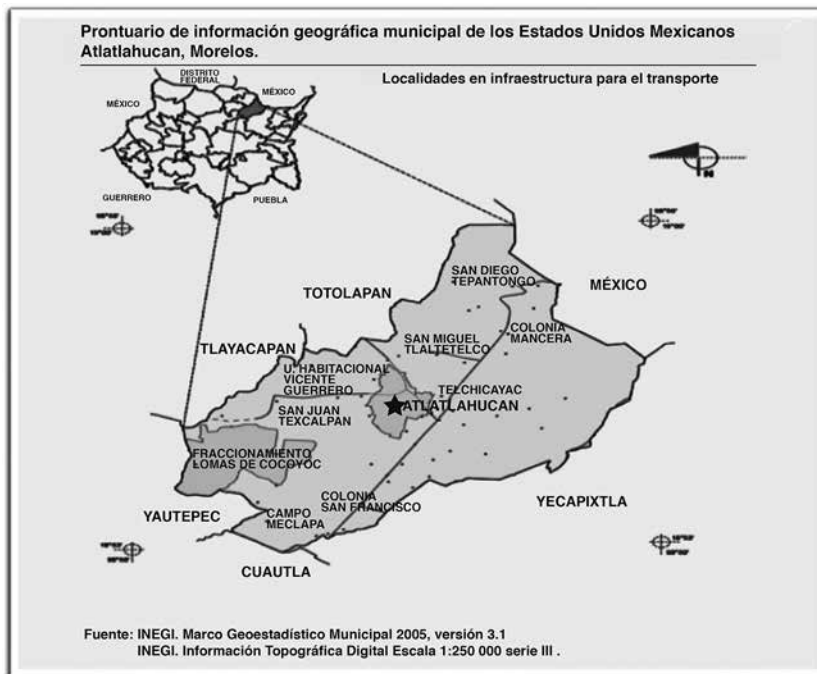 Prontuario de información geográfica municipal de los Estados Unidos Mexicanos
Atlatlahucan, Morelos.
Localidades en infraestructura para el transporte
DISTRITO
FEDERAL
MÉXICO
MÉXICO
GUERRERO
PUEBLA
N
SAN DIEGO
TEPANTONGO
MÉXICO
TOTOLAPAN
COLONIA
MANCERA
SAN MIGUEL
TLALTETELCO
TLAYACAPAN
U. HABITACIONAL
VICENTE
GUERRERO
TELCHICAYAC
ATLATLAHUCAN
SAN JUAN
TEXCALPAN
FRACCIONAMIENTO
LOMAS DE COCOYOC
COLONIA
SAN FRANCISCO
YECAPIXTLA
YAUTEPEC
CAMPO
MECLAPA
CUAUTLA
Fuente: INEGI. Marco Geoestadístico Municipal 2005, versión 3.1
INEGI. Información Topográfica Digital Escala 1:250 000 serie III .